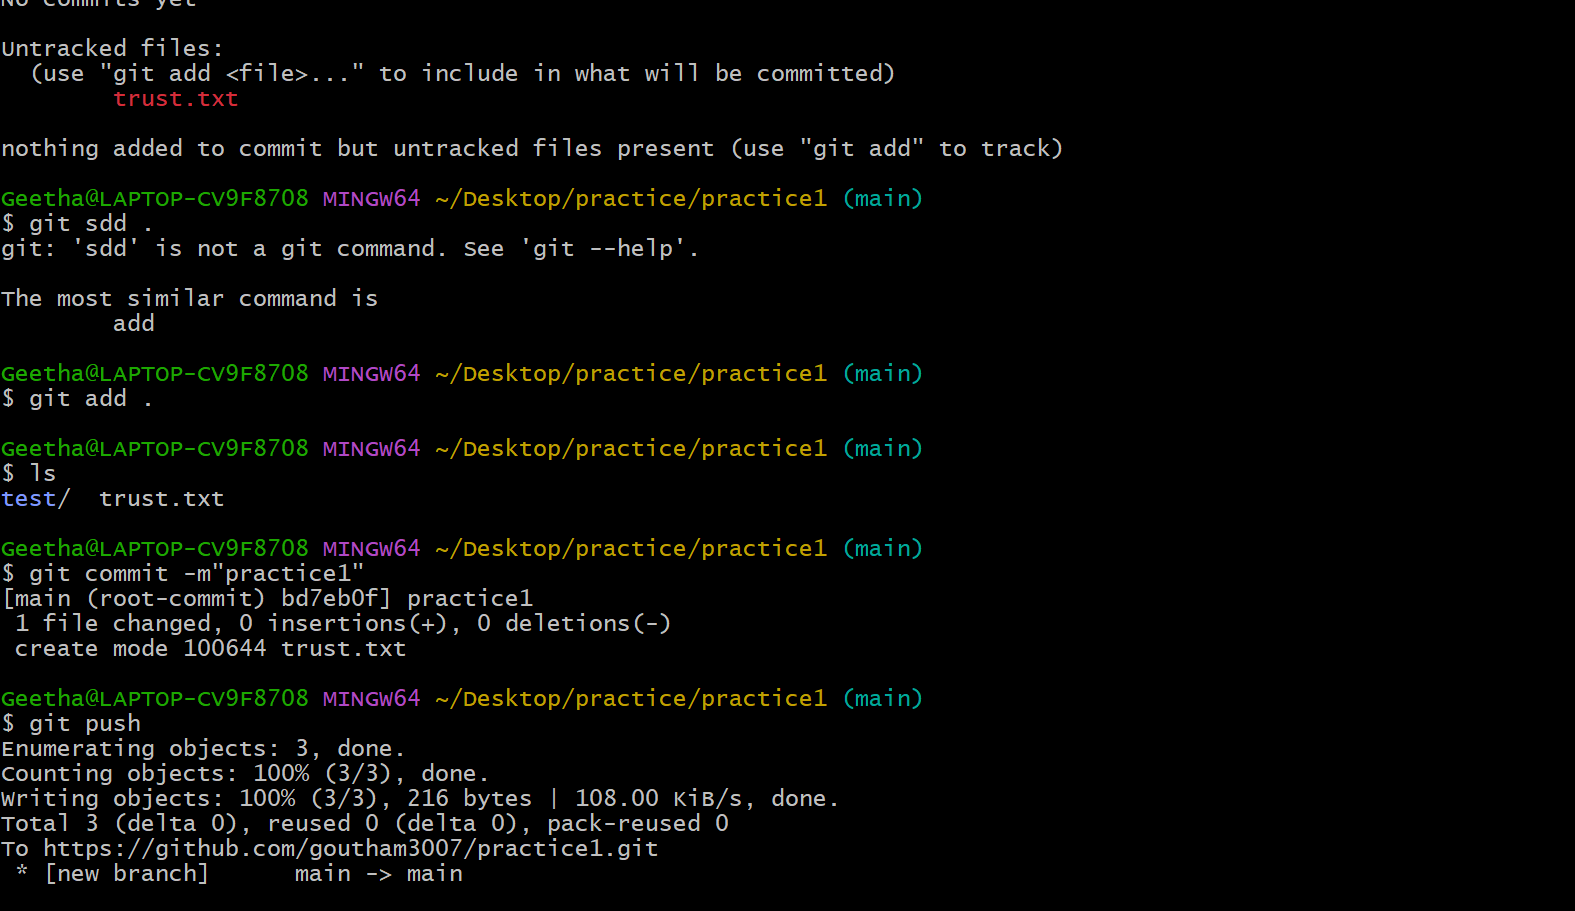 No commits yet
Untracked files:
(use "git add <file>..." to include in what will be committed)
trust.txt
nothing added to commit but untracked files present (use "git add" to track)
Geetha@LAPTOP-CV9F8708 MINGW64 ~/Desktop/practice/practice1 (main)
$ git sdd .
git: 'sdd' is not a git command. See 'git --help'.
The most similar command is
add
Geetha@LAPTOP-CV9F8708 MINGW64 ~/Desktop/practice/practice1 (main)
$ git add .
Geetha@LAPTOP-CV9F8708 MINGW64 ~/Desktop/practice/practice1 (main)
$ ls
test/  trust.txt
Geetha@LAPTOP-CV9F8708 MINGW64 ~/Desktop/practice/practice1 (main)
$ git commit -m"practice1"
[main (root-commit) bd7eb0f] practice1
1 file changed, 0 insertions(+), 0 deletions(-)
create mode 100644 trust.txt
Geetha@LAPTOP-CV9F8708 MINGW64 ~/Desktop/practice/practice1 (main)
$ git push
Enumerating objects: 3, done.
Counting objects: 100% (3/3), done.
Writing objects: 100% (3/3), 216 bytes | 108.00 KiB/s, done.
Total 3 (delta 0), reused 0 (delta 0), pack-reused 0
To https://github.com/goutham3007/practice1.git
* [new branch]      main -> main